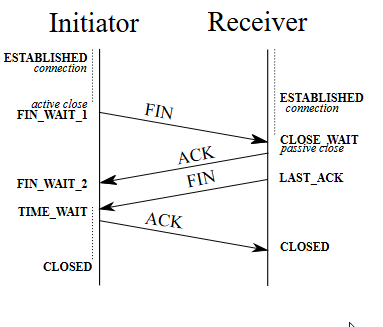 Initiator Receiver
ESTABLISHED
connection
ESTABLISHED
connection
active close
FIN_WAIT_1
FIN
CLOSE_WAIT
passive close
ACK
FIN_WAIT_2
FIN
LAST_ACK
TIME_WAIT
ACK
CLOSED
CLOSED